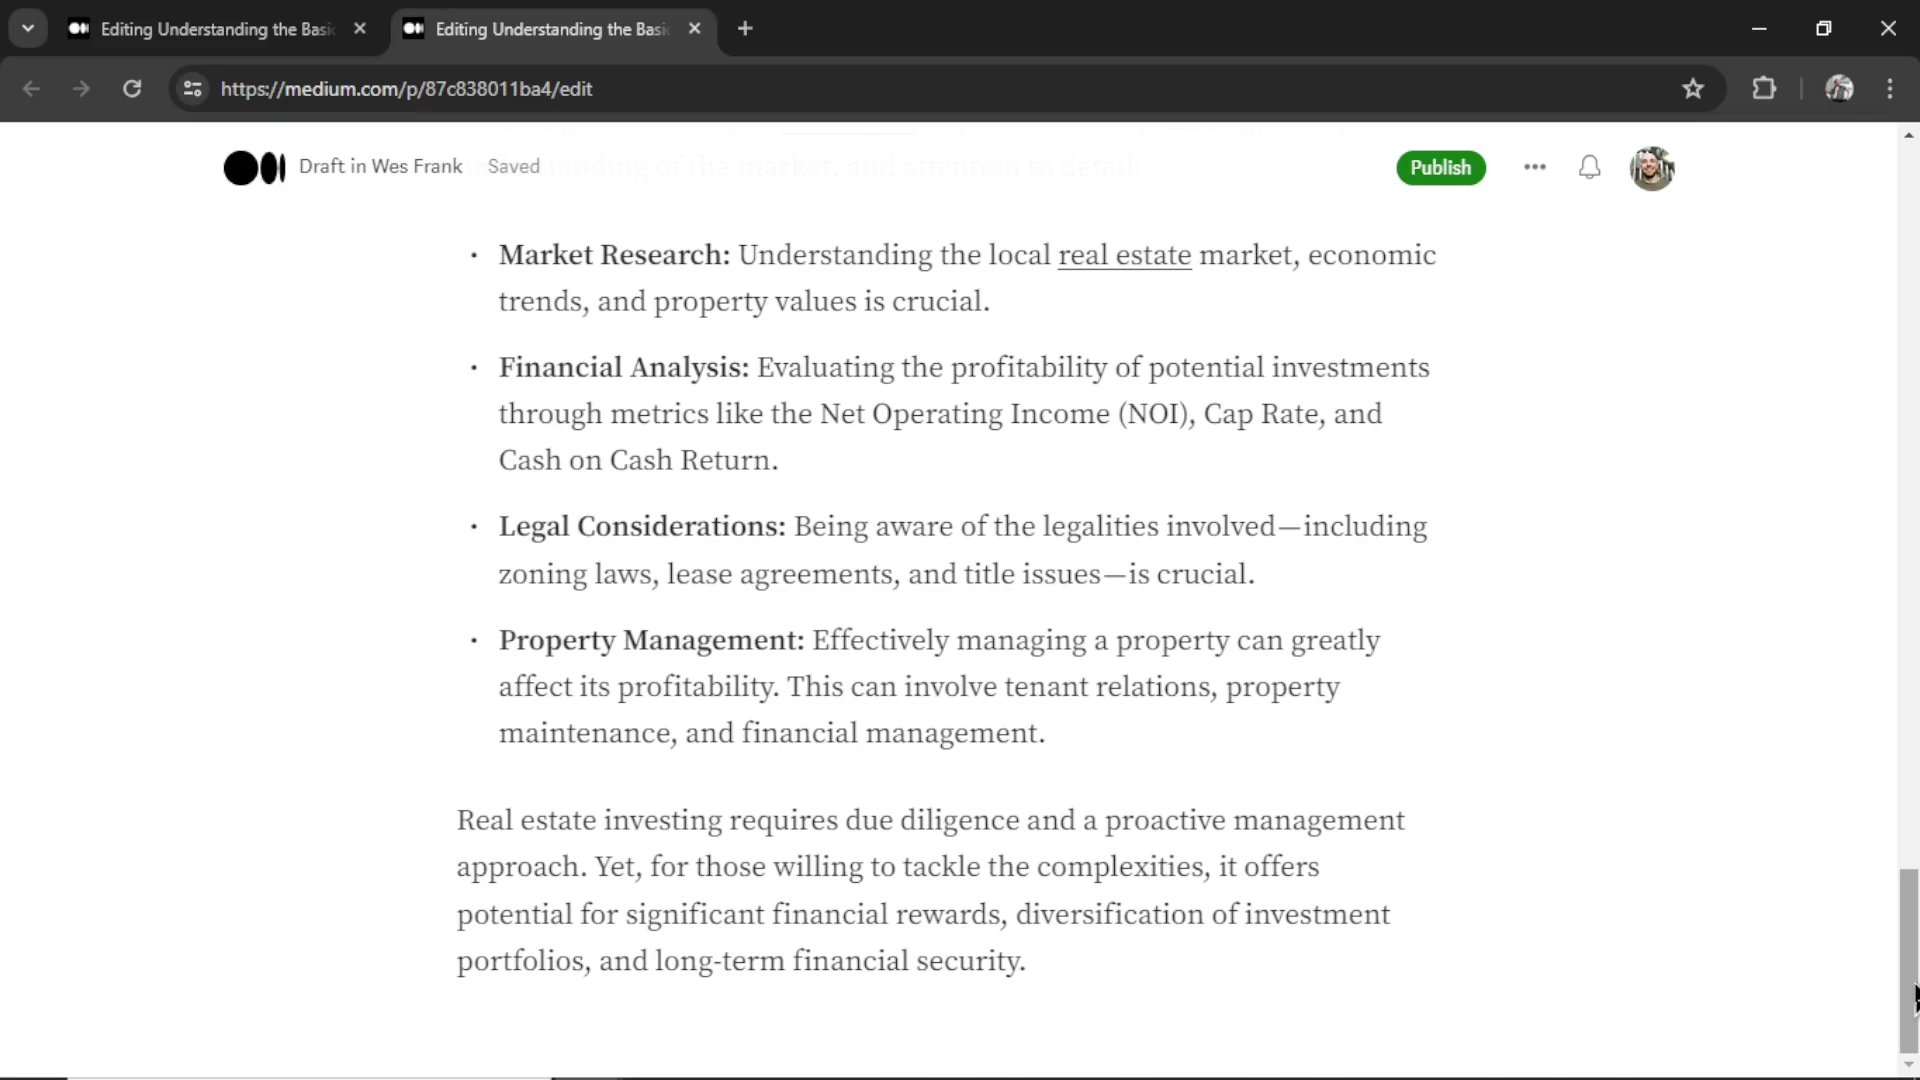 Editing Understanding the Basi
Editing Understanding the Basi
https://medium.com/p/87c838011ba4/edit
Draft in Wes Frank Saved
standing of the market, and attention to detail:
Publish
• Market Research: Understanding the local real estate market, economic
trends, and property values is crucial.
• Financial Analysis: Evaluating the profitability of potential investments
through metrics like the Net Operating Income (NOI), Cap Rate, and
Cash on Cash Return.
• Legal Considerations: Being aware of the legalities involved—including
zoning laws, lease agreements, and title issues—is crucial.
• Property Management: Effectively managing a property can greatly
affect its profitability. This can involve tenant relations, property
maintenance, and financial management.
Real estate investing requires due diligence and a proactive management
approach. Yet, for those willing to tackle the complexities, it offers
potential for significant financial rewards, diversification of investment
portfolios, and long-term financial security.